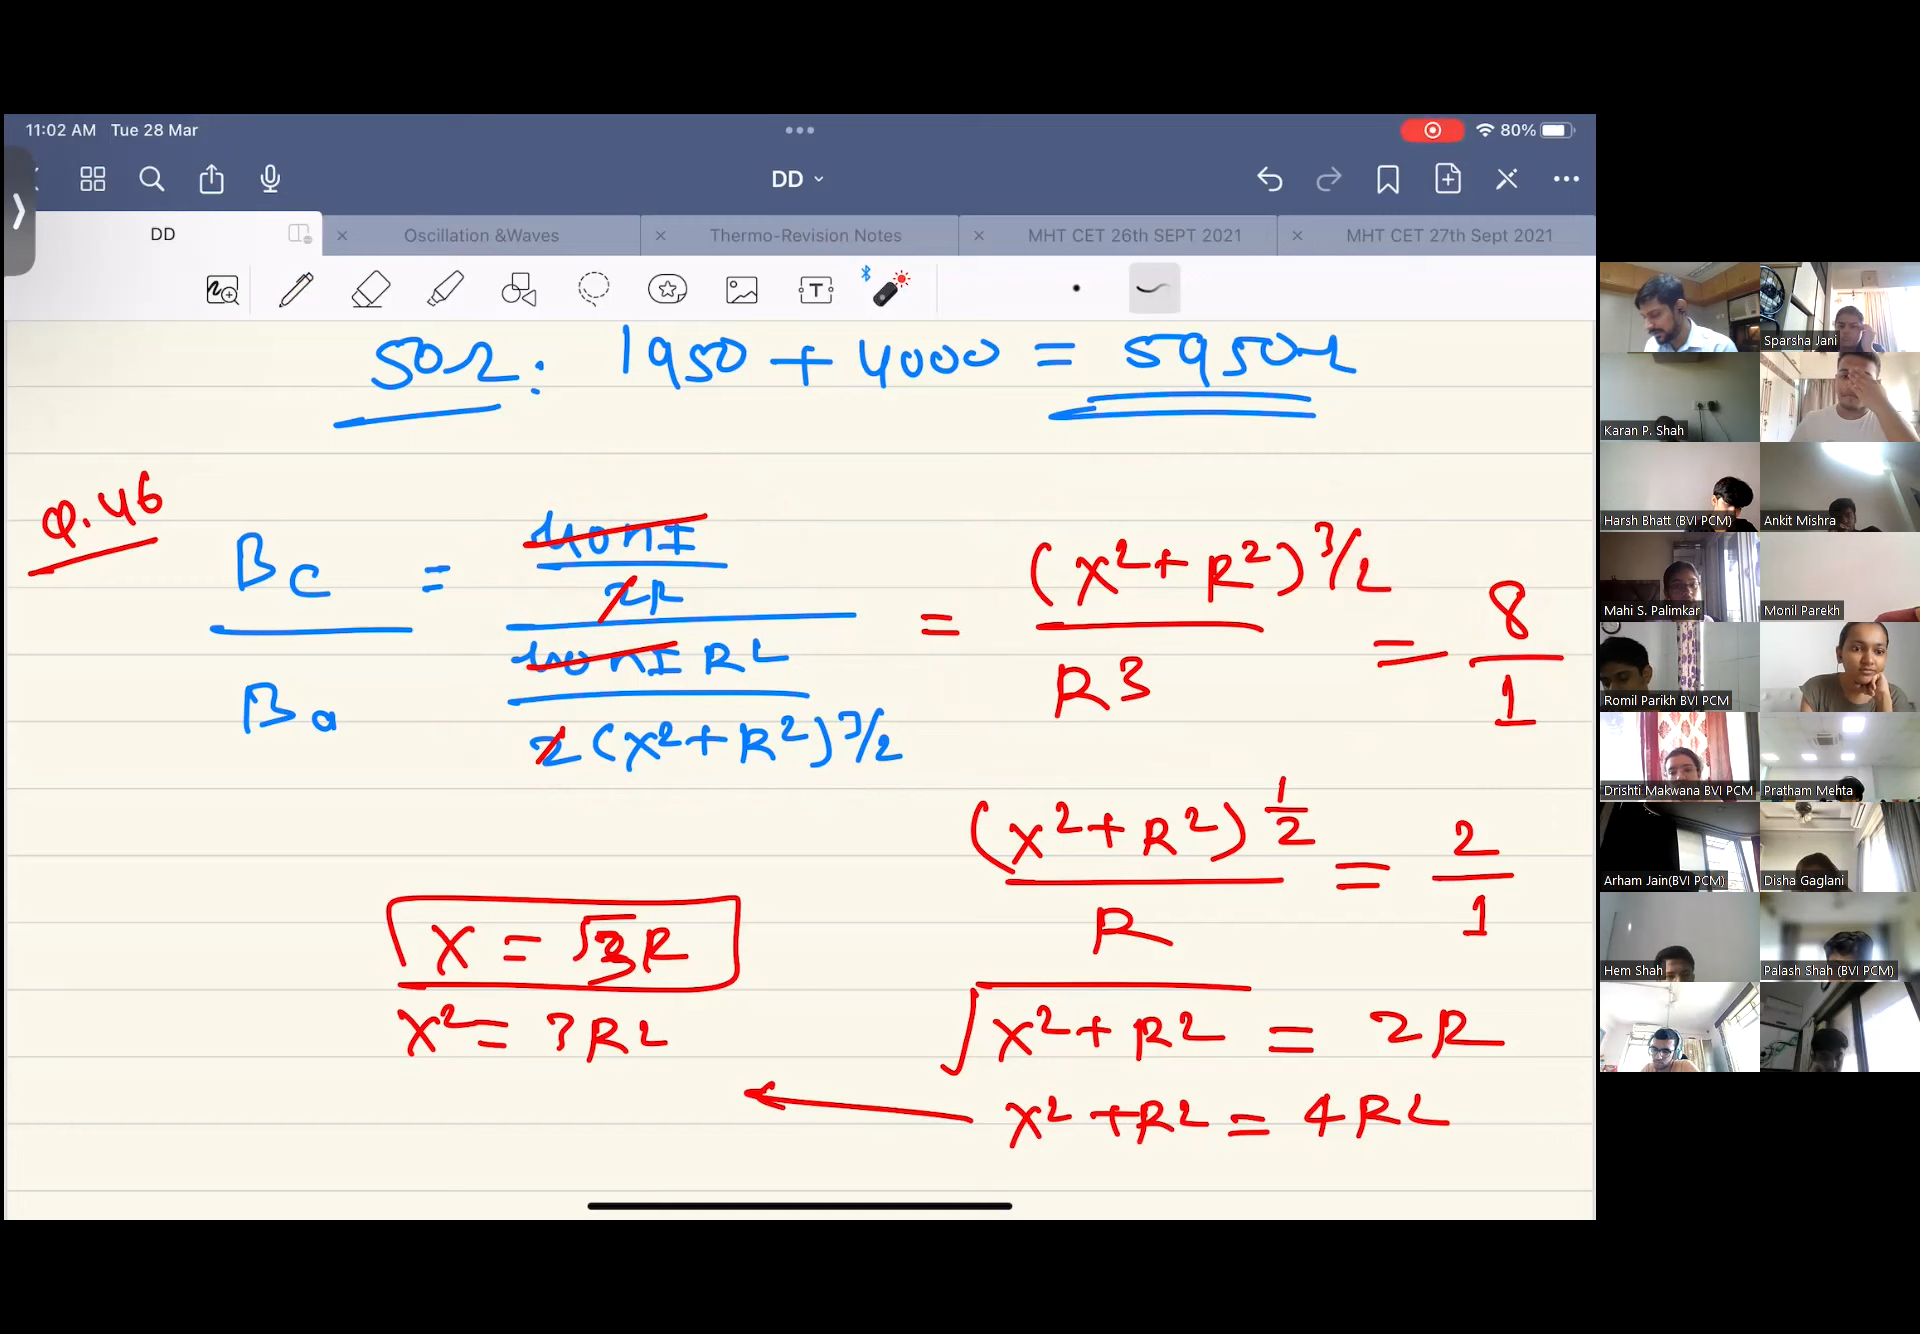 11:02 AM Tue 28 Mar
80%
DD
DD
Oscillation &Waves
Thermo-Revision Notes
MHT CET 26th SEPT 2021
MHT CET 27th Sept 2021
T
50Ω : 1950 + 4000 = 5950Ω
Q.46
Bc / Ba = (μ0nI / 2R) / (μ0nI R2 / 2(x²+R²)3/2) = (x²+R²)3/2 / R3 = 8/1
(x²+R²)1/2 / R = 2/1
x = √3R
√x²+R2 = 2R
x² = 3R2
x²+R2 = 4R2
Sparsha Jani
Karan P. Shah
Harsh Bhatt (BVI PCM)
Ankit Mishra
Mahi S. Palimkar
Monil Parekh
Romil Parikh BVI PCM
Drishti Makwana BVI PCM
Pratham Mehta
Arham Jain(BVI PCM)
Disha Gaglani
Hem Shah
Palash Shah (BVI PCM)